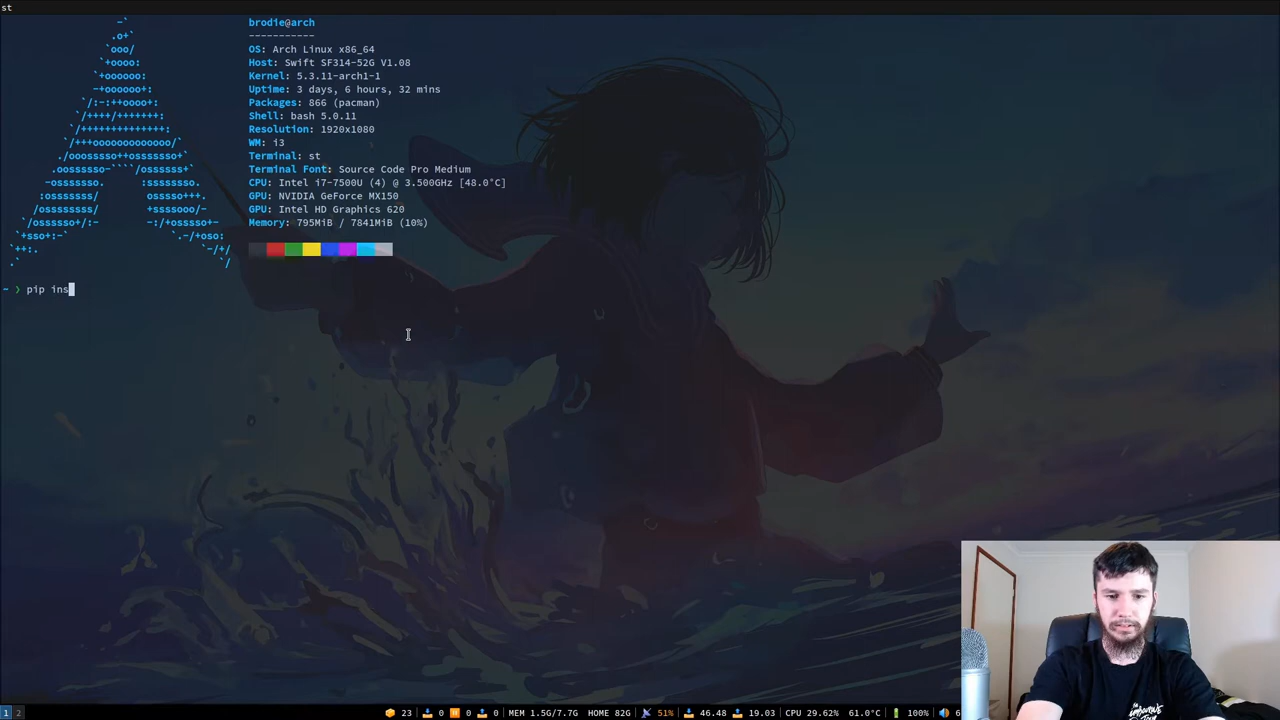 st
brodie@arch
-----------
OS: Arch Linux x86_64
Host: Swift SF314-52G V1.08
Kernel: 5.3.11-arch1-1
Uptime: 3 days, 6 hours, 32 mins
Packages: 866 (pacman)
Shell: bash 5.0.11
Resolution: 1920x1080
WM: i3
Terminal: st
Terminal Font: Source Code Pro Medium
CPU: Intel i7-7500U (4) @ 3.500GHz [48.0°C]
GPU: NVIDIA GeForce MX150
GPU: Intel HD Graphics 620
Memory: 795MiB / 7841MiB (10%)
~ ❯ pip ins
1 2 23 0 0 0 MEM 1.5G/7.7G HOME 82G 51% 46.48 19.03 CPU 29.62% 61.0°C 100% 6